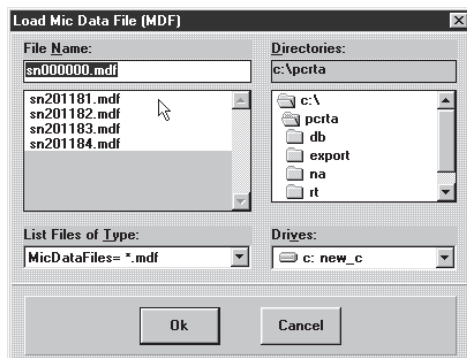 Load Mic Data File (MDF)
File Name:
sn000000.mdf
sn201181.mdf
sn201182.mdf
sn201183.mdf
sn201184.mdf
List Files of Type:
MicDataFiles= *.mdf
Directories:
c:\pcrta
c:\
pcrta
db
export
na
rt
Drives:
c: new_c
Ok
Cancel